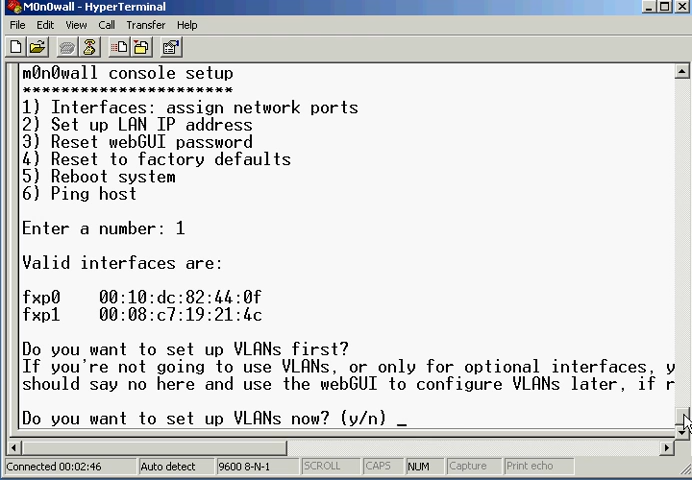 M0n0wall - HyperTerminal
File Edit View Call Transfer Help
m0n0wall console setup
**********************
1) Interfaces: assign network ports
2) Set up LAN IP address
3) Reset webGUI password
4) Reset to factory defaults
5) Reboot system
6) Ping host
Enter a number: 1
Valid interfaces are:
fxp0 00:10:dc:82:44:0f
fxp1 00:08:c7:19:21:4c
Do you want to set up VLANs first?
If you're not going to use VLANs, or only for optional interfaces, y
should say no here and use the webGUI to configure VLANs later, if r
Do you want to set up VLANs now? (y/n) _
Connected 00:02:46 Auto detect 9600 8-N-1 SCROLL CAPS NUM Capture Print echo